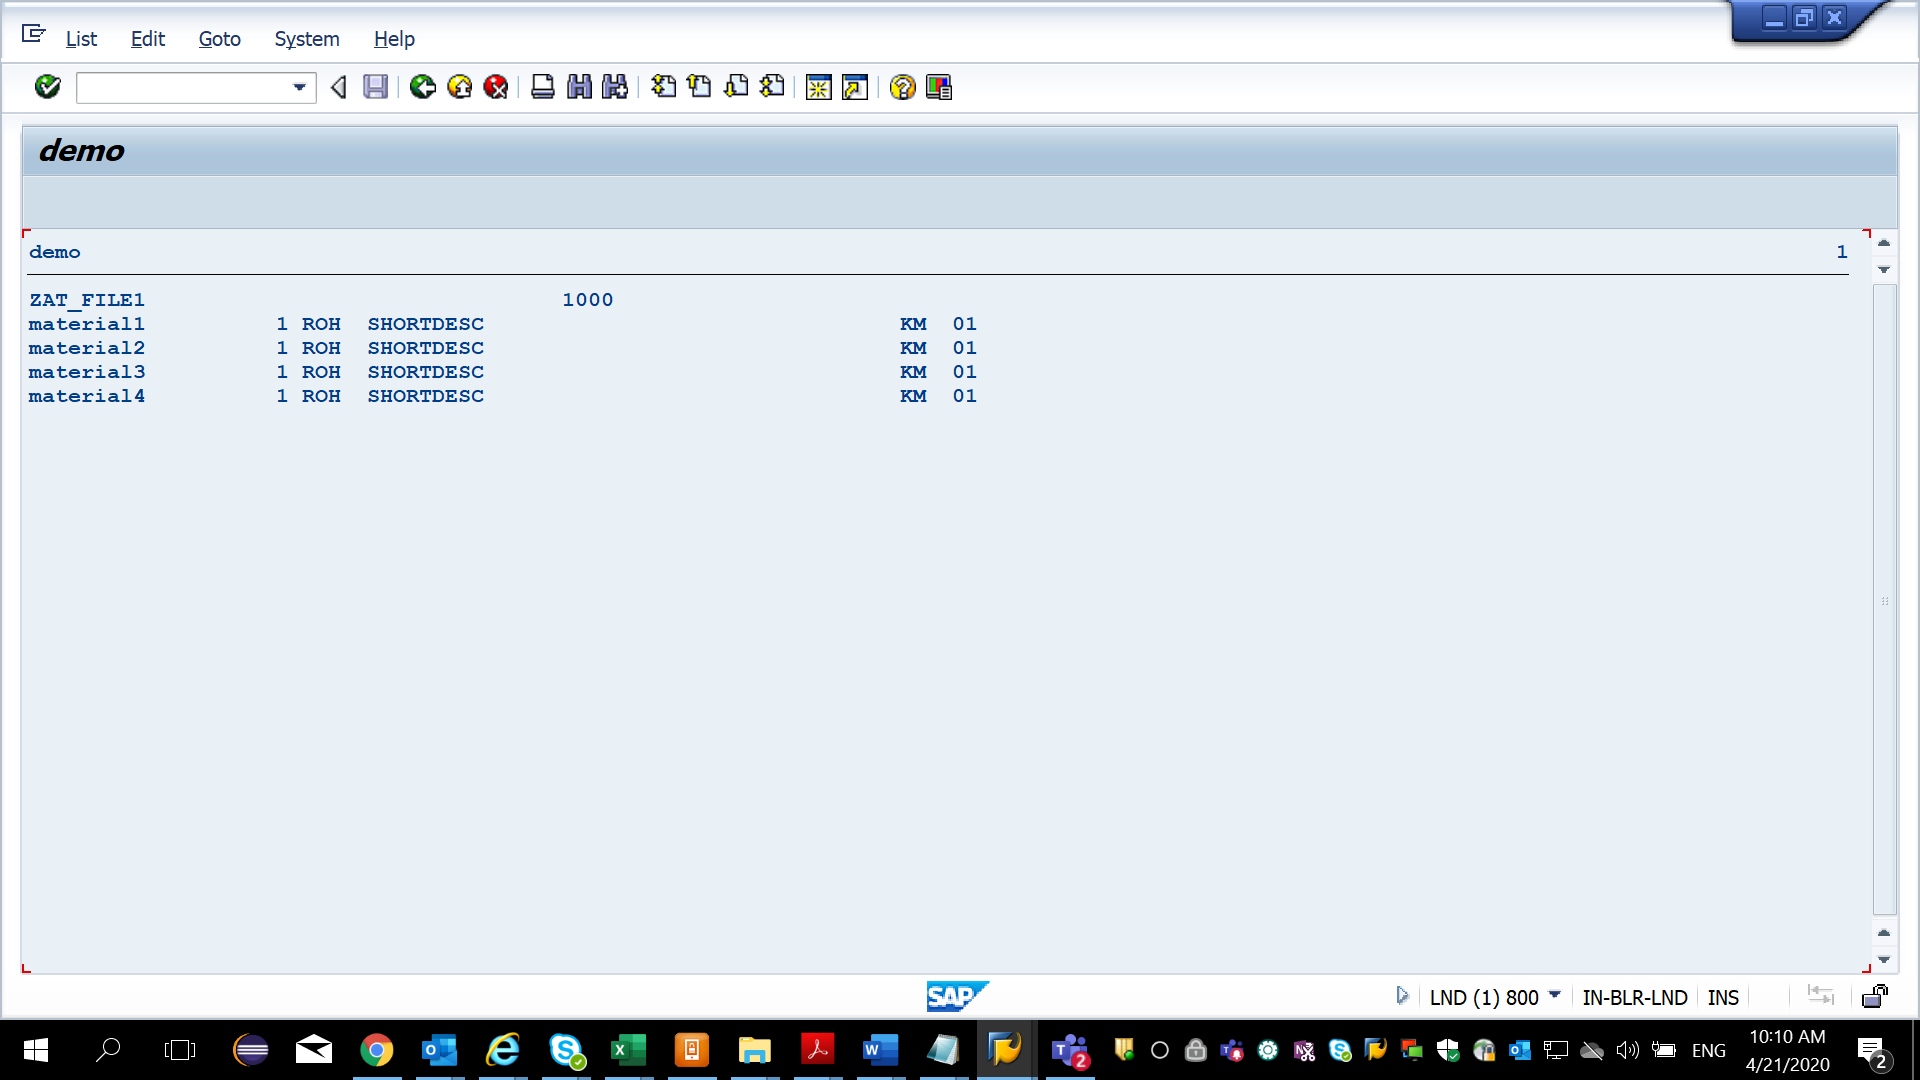 List Edit Goto System Help
demo
demo 1
ZAT_FILE1 1000
material1 1 ROH SHORTDESC KM 01
material2 1 ROH SHORTDESC KM 01
material3 1 ROH SHORTDESC KM 01
material4 1 ROH SHORTDESC KM 01
SAP
LND (1) 800 IN-BLR-LND INS
ENG
10:10 AM
4/21/2020
2
2